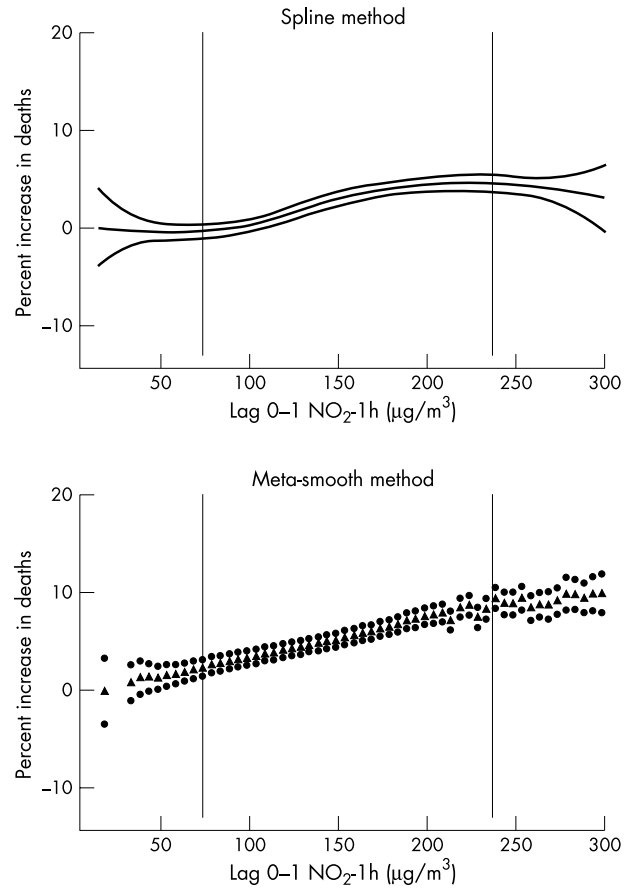 Spline method
20
10
0
–10
Percent increase in deaths
50 100 150 200 250 300
Lag 0–1 NO2-1h (μg/m3)
Meta-smooth method
20
10
0
–10
Percent increase in deaths
50 100 150 200 250 300
Lag 0–1 NO2-1h (μg/m3)